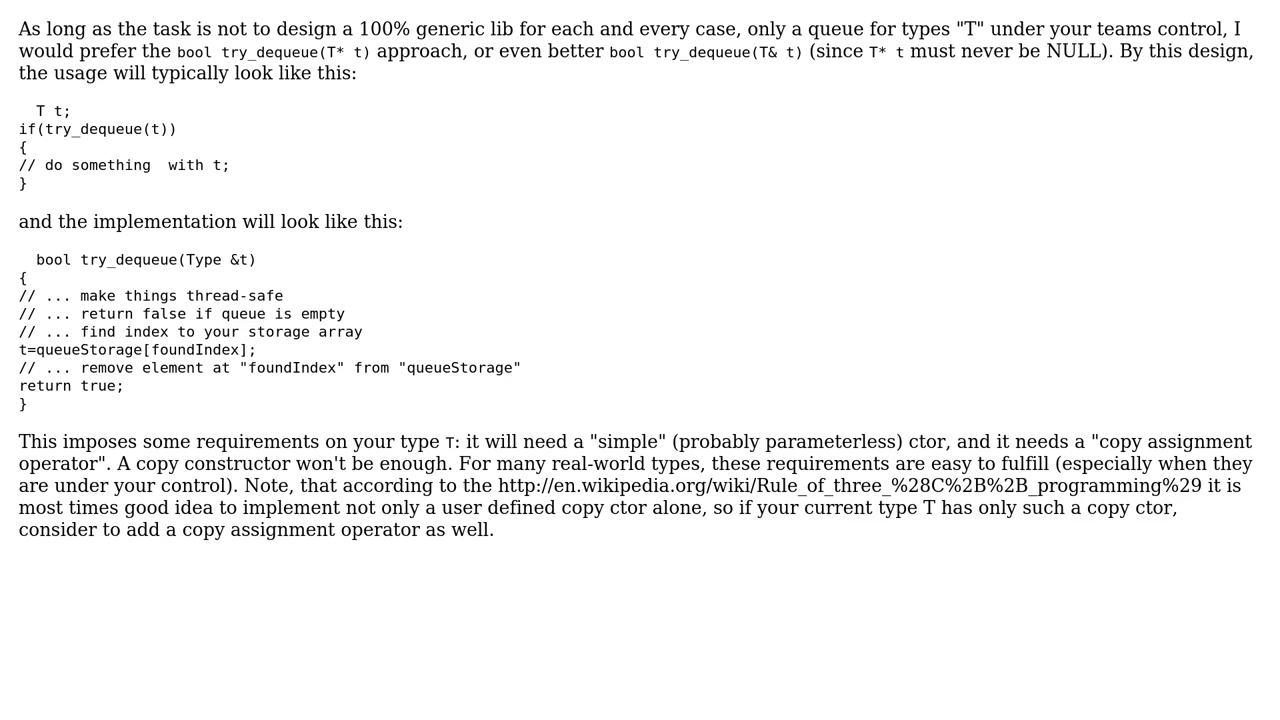 As long as the task is not to design a 100% generic lib for each and every case, only a queue for types "T" under your teams control, I
would prefer the bool try_dequeue(T* t) approach, or even better bool try_dequeue(T& t) (since T* t must never be NULL). By this design,
the usage will typically look like this:
T t;
if(try_dequeue(t))
{
// do something  with t;
}
and the implementation will look like this:
bool try_dequeue(Type &t)
{
// ... make things thread-safe
// ... return false if queue is empty
// ... find index to your storage array
t=queueStorage[foundIndex];
// ... remove element at "foundIndex" from "queueStorage"
return true;
}
This imposes some requirements on your type T: it will need a "simple" (probably parameterless) ctor, and it needs a "copy assignment
operator". A copy constructor won't be enough. For many real-world types, these requirements are easy to fulfill (especially when they
are under your control). Note, that according to the http://en.wikipedia.org/wiki/Rule_of_three_%28C%2B%2B_programming%29 it is
most times good idea to implement not only a user defined copy ctor alone, so if your current type T has only such a copy ctor,
consider to add a copy assignment operator as well.